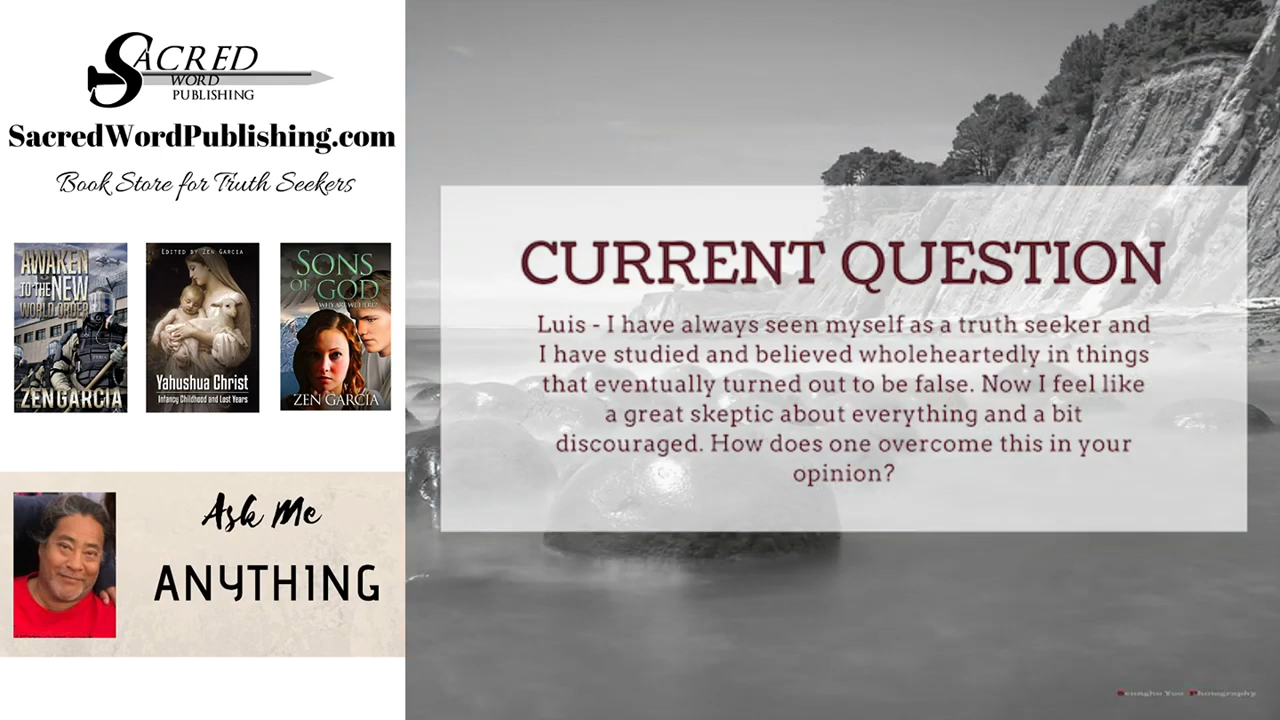 SACRED
WORD
PUBLISHING
SacredWordPublishing.com
Book Store for Truth Seekers
AWAKEN
TO THE NEW
WORLD ORDER
ZEN GARCIA
EDITED BY ZEN GARCIA
Yahushua Christ
Infancy Childhood and Lost Years
SONS
OF GOD
WHY ARE WE HERE?
ZEN GARCIA
Ask Me
ANYTHING
CURRENT QUESTION
Luis - I have always seen myself as a truth seeker and
I have studied and believed wholeheartedly in things
that eventually turned out to be false. Now I feel like
a great skeptic about everything and a bit
discouraged. How does one overcome this in your
opinion?